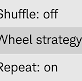 Shuffle: off
Wheel strategy
Repeat: on